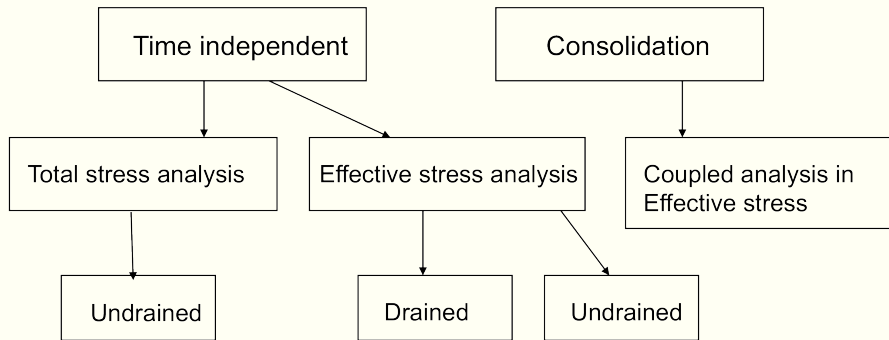 Time independent
Consolidation
Total stress analysis
Effective stress analysis
Coupled analysis in
Effective stress
Undrained
Drained
Undrained